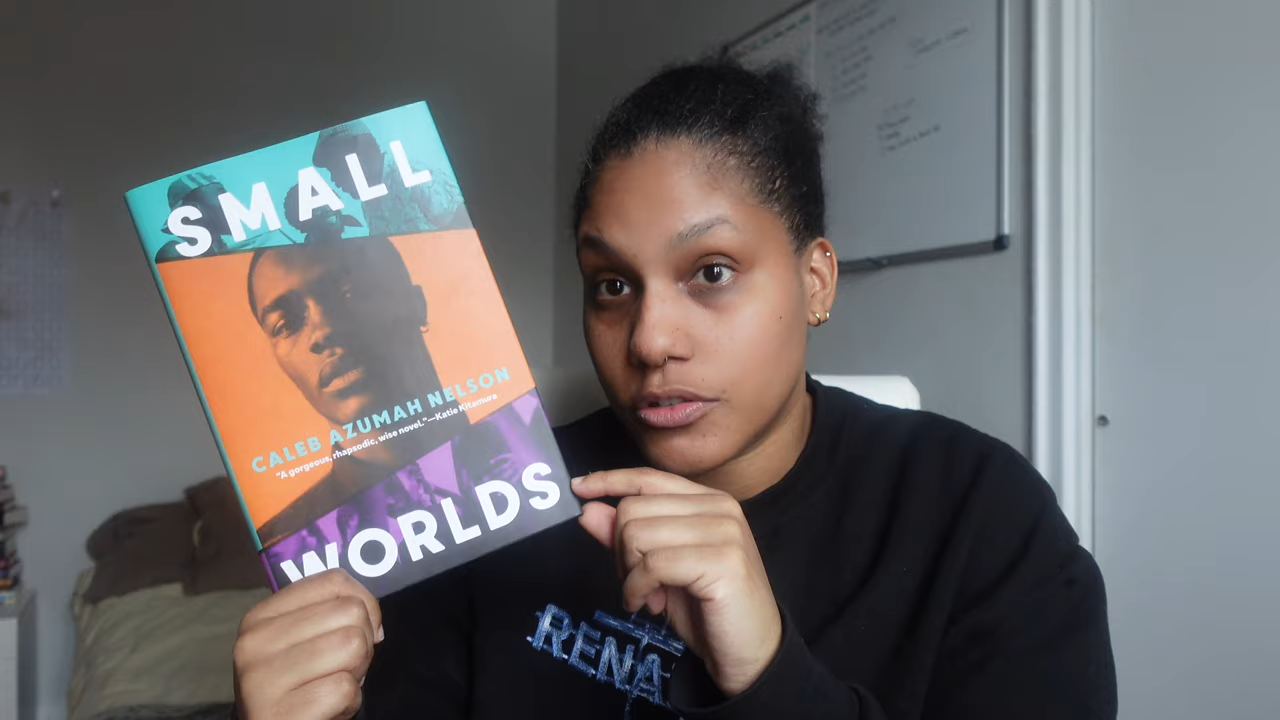 SMALL
CALEB AZUMAH NELSON
"A gorgeous, rhapsodic, wise novel."—Katie Kitamura
WORLDS
RENA